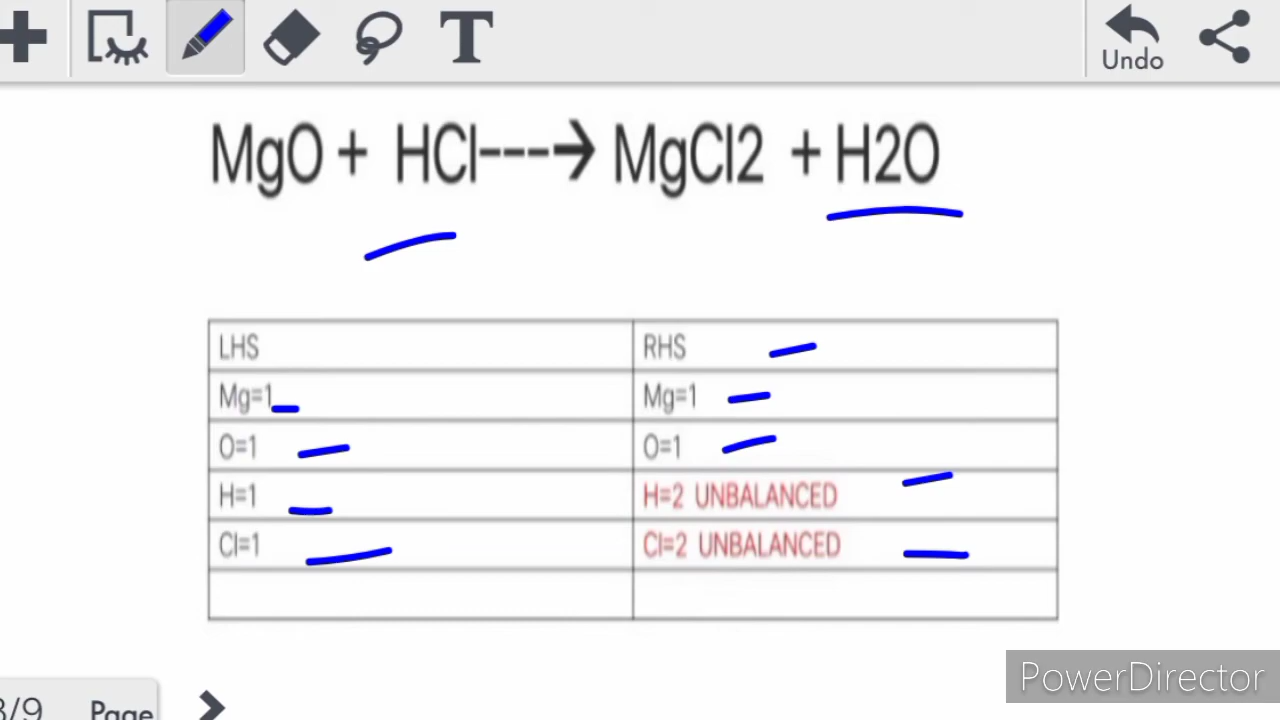 Undo
MgO + HCl---→ MgCl2 + H2O
LHS RHS
Mg=1 Mg=1
O=1 O=1
H=1 H=2 UNBALANCED
Cl=1 Cl=2 UNBALANCED
PowerDirector
/9 Page